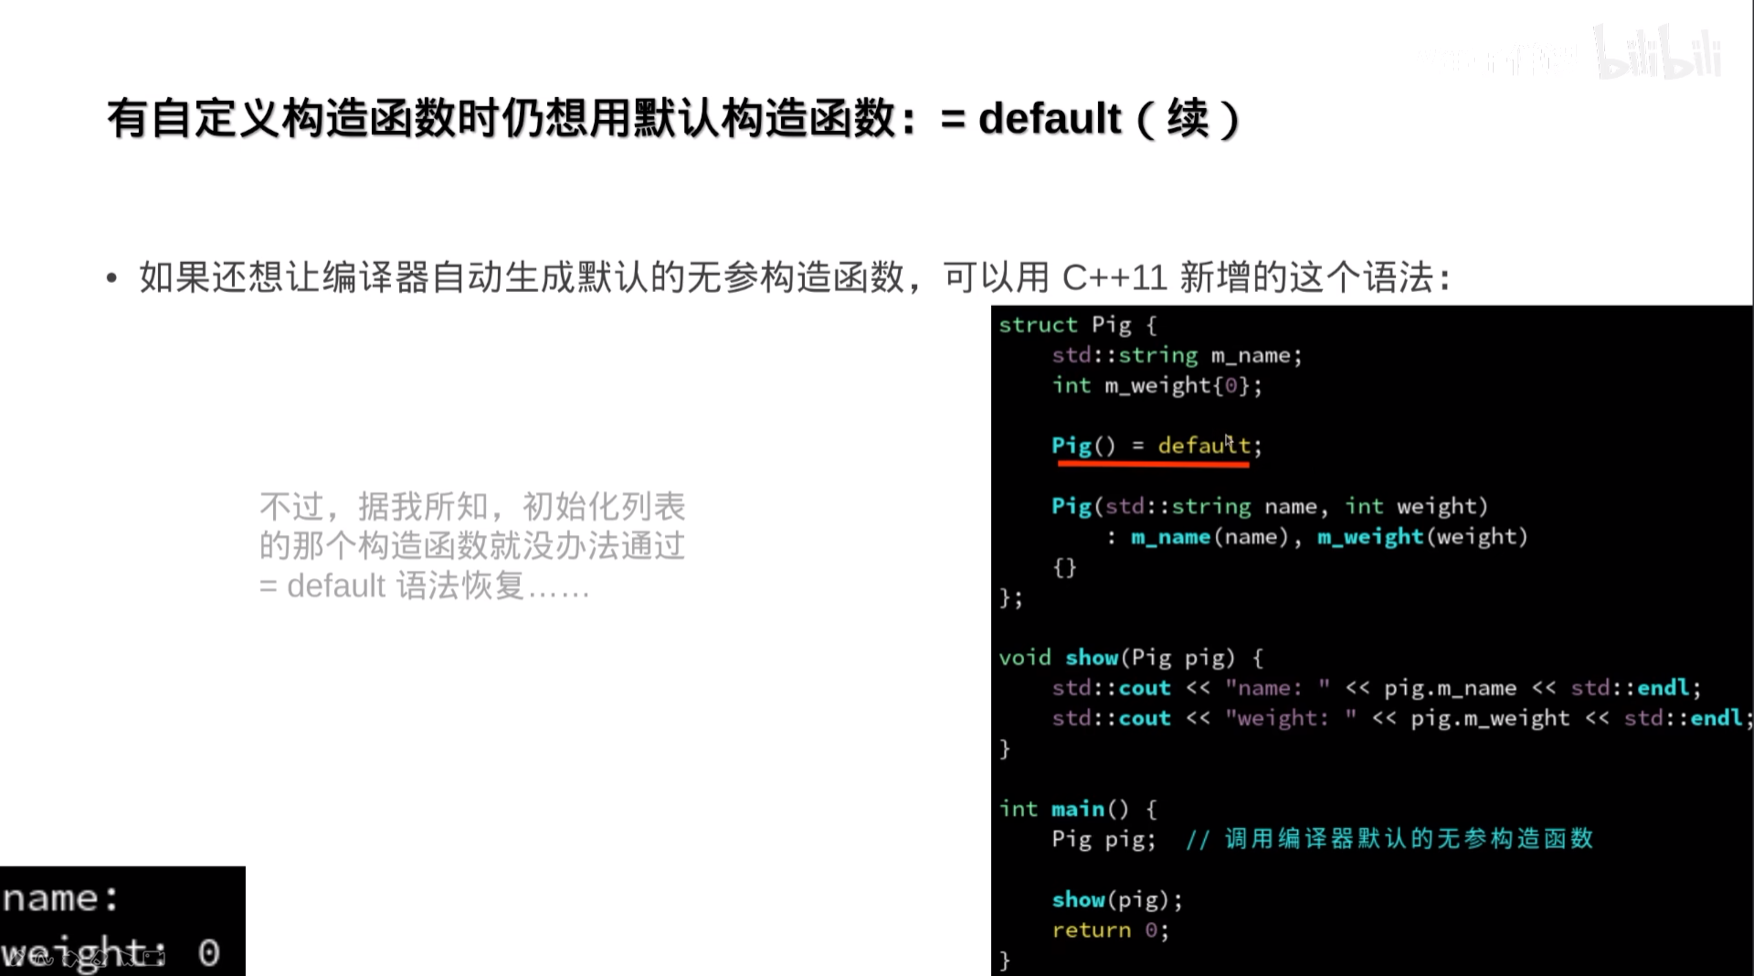 bilibili
有自定义构造函数时仍想用默认构造函数：= default（续）
• 如果还想让编译器自动生成默认的无参构造函数，可以用 C++11 新增的这个语法：
不过，据我所知，初始化列表
的那个构造函数就没办法通过
= default 语法恢复……
struct Pig {
    std::string m_name;
    int m_weight{0};

    Pig() = default;

    Pig(std::string name, int weight)
        : m_name(name), m_weight(weight)
    {}
};

void show(Pig pig) {
    std::cout << "name: " << pig.m_name << std::endl;
    std::cout << "weight: " << pig.m_weight << std::endl;
}

int main() {
    Pig pig;  // 调用编译器默认的无参构造函数

    show(pig);
    return 0;
}
name:
weight: 0